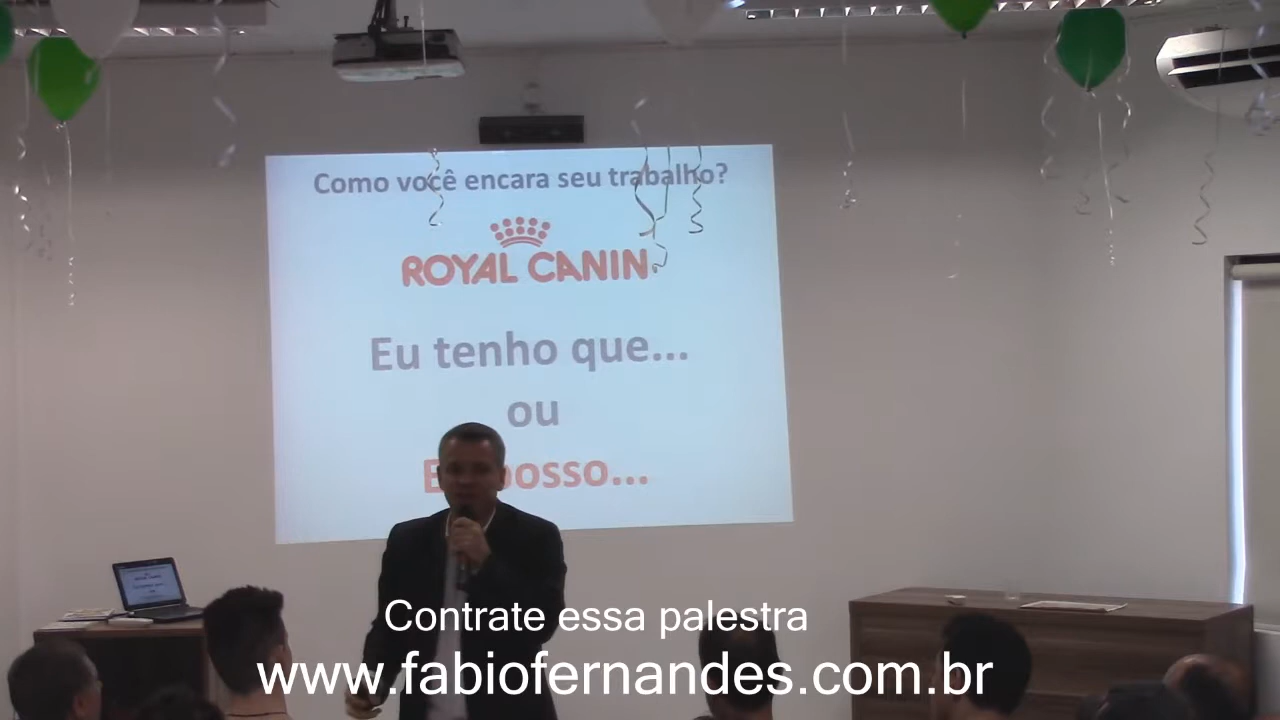 Como você encara seu trabalho?
ROYAL CANIN
Eu tenho que...
ou
posso...
Contrate essa palestra
www.fabiofernandes.com.br